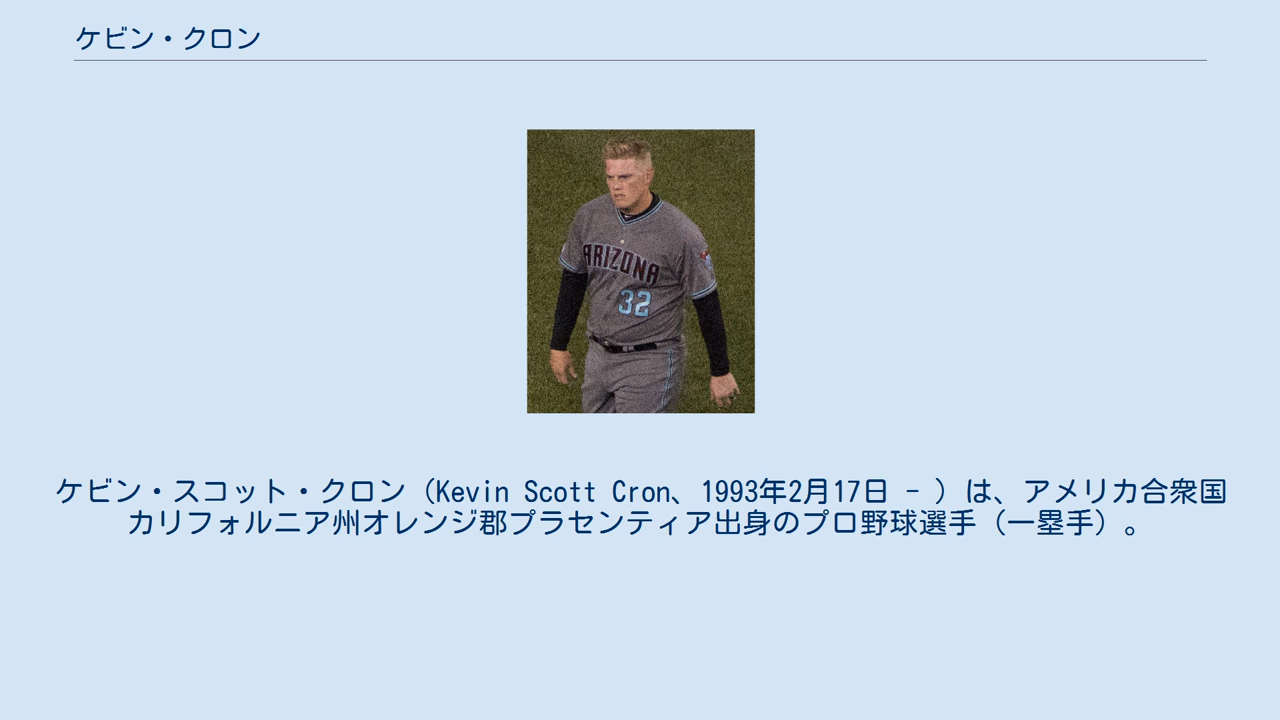 ケビン・クロン
ARIZONA
32
ケビン・スコット・クロン（Kevin Scott Cron、1993年2月17日 - ）は、アメリカ合衆国
カリフォルニア州オレンジ郡プラセンティア出身のプロ野球選手（一塁手）。